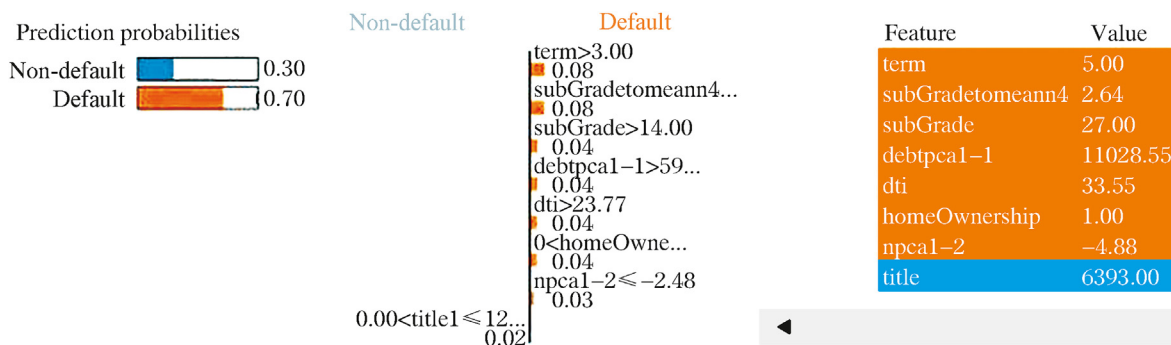 Prediction probabilities
Non-default 0.30
Default 0.70
Non-default Default
term>3.00
0.08
subGradetomeann4...
0.08
subGrade>14.00
0.04
debtpca1-1>59...
0.04
dti>23.77
0.04
0<homeOwne...
0.04
npca1-2≤-2.48
0.03
0.00<title1≤12...
0.02
Feature Value
term 5.00
subGradetomeann4 2.64
subGrade 27.00
debtpca1-1 11028.55
dti 33.55
homeOwnership 1.00
npca1-2 -4.88
title 6393.00